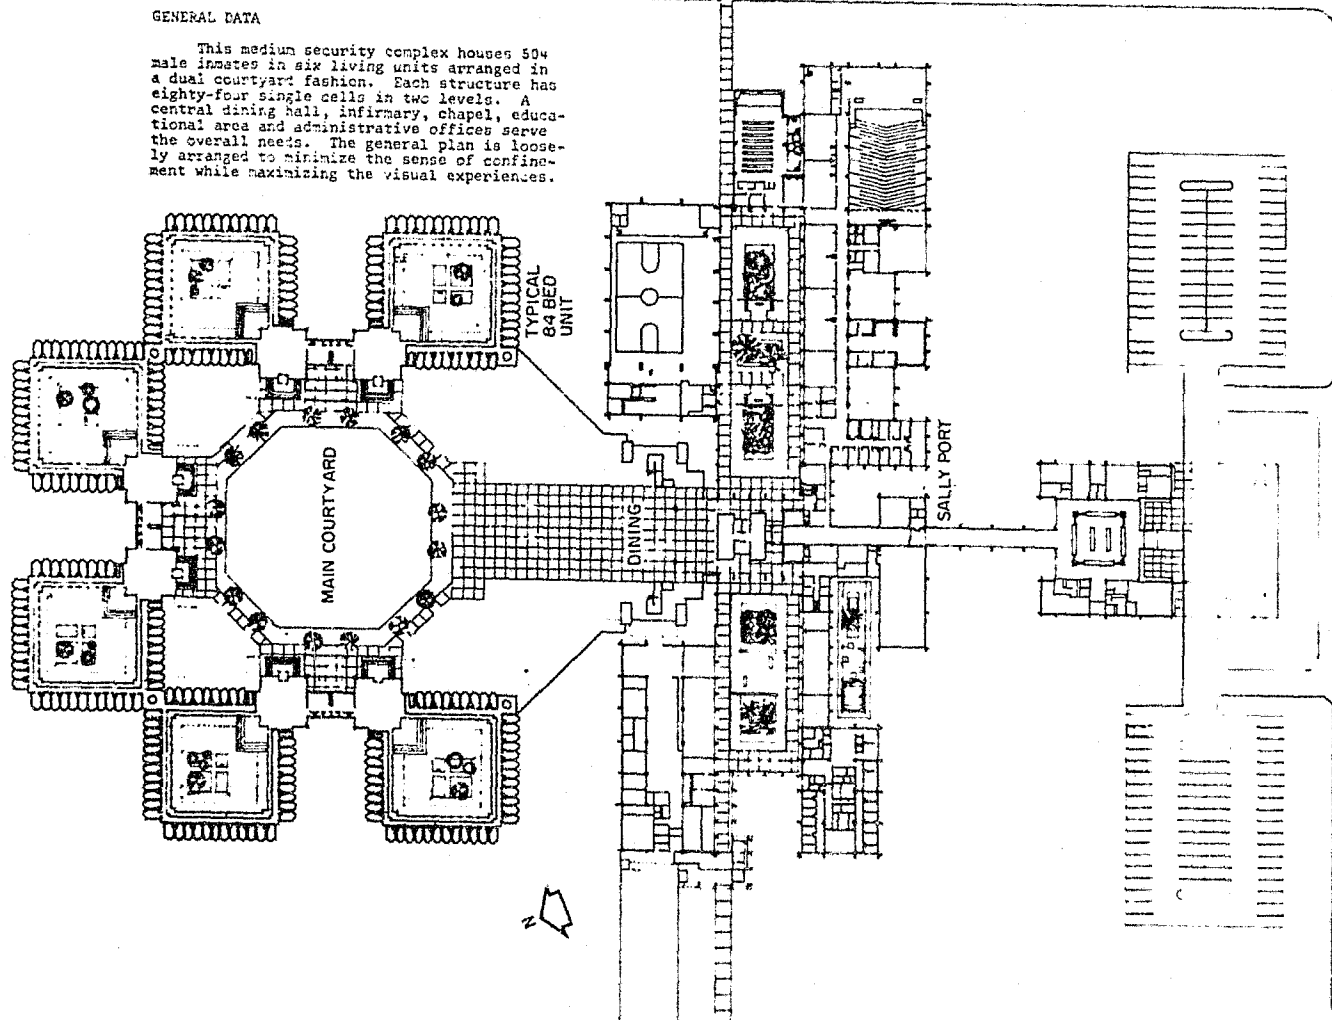 GENERAL DATA
This medium security complex houses 504
male inmates in six living units arranged in
a dual courtyard fashion. Each structure has
eighty-four single cells in two levels. A
central dining hall, infirmary, chapel, educa-
tional area and administrative offices serve
the overall needs. The general plan is loose-
ly arranged to minimize the sense of confine-
ment while maximizing the visual experiences.
TYPICAL
84 BED
UNIT
MAIN COURTYARD
DINING
SALLY PORT
N